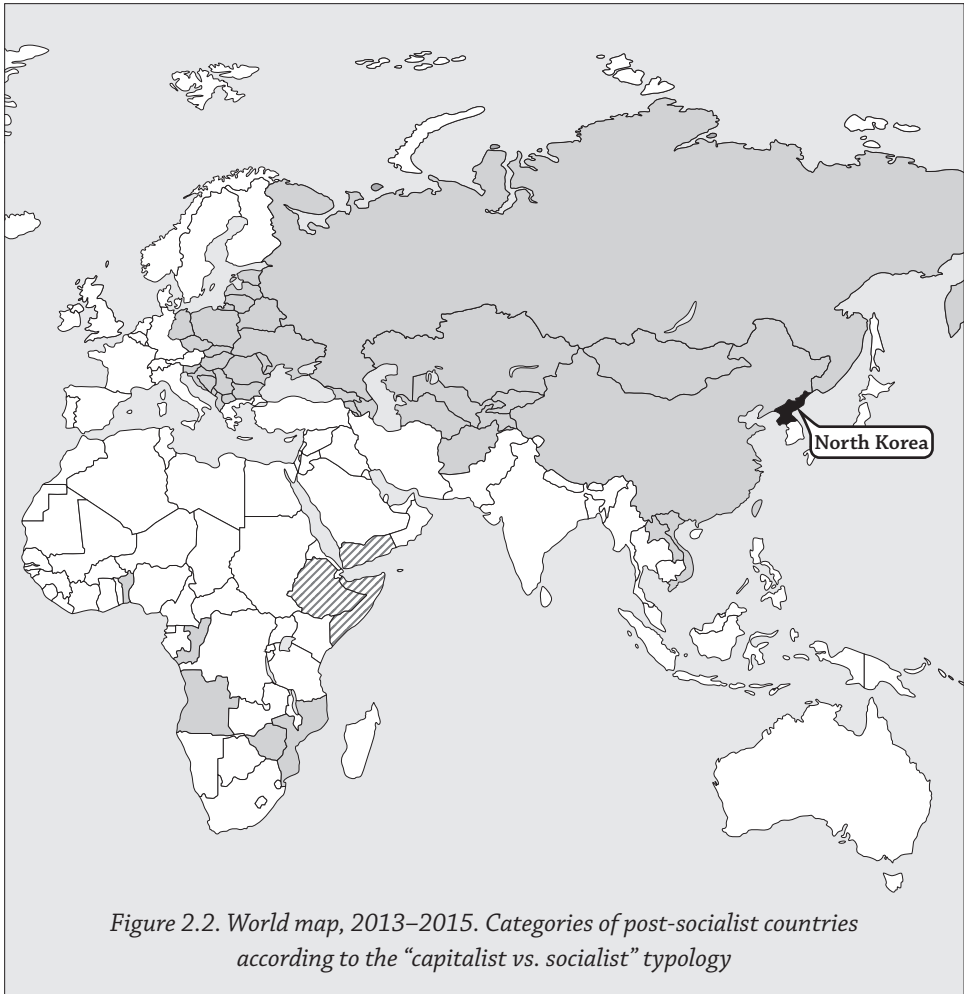 North Korea
Figure 2.2. World map, 2013–2015. Categories of post-socialist countries
according to the “capitalist vs. socialist” typology